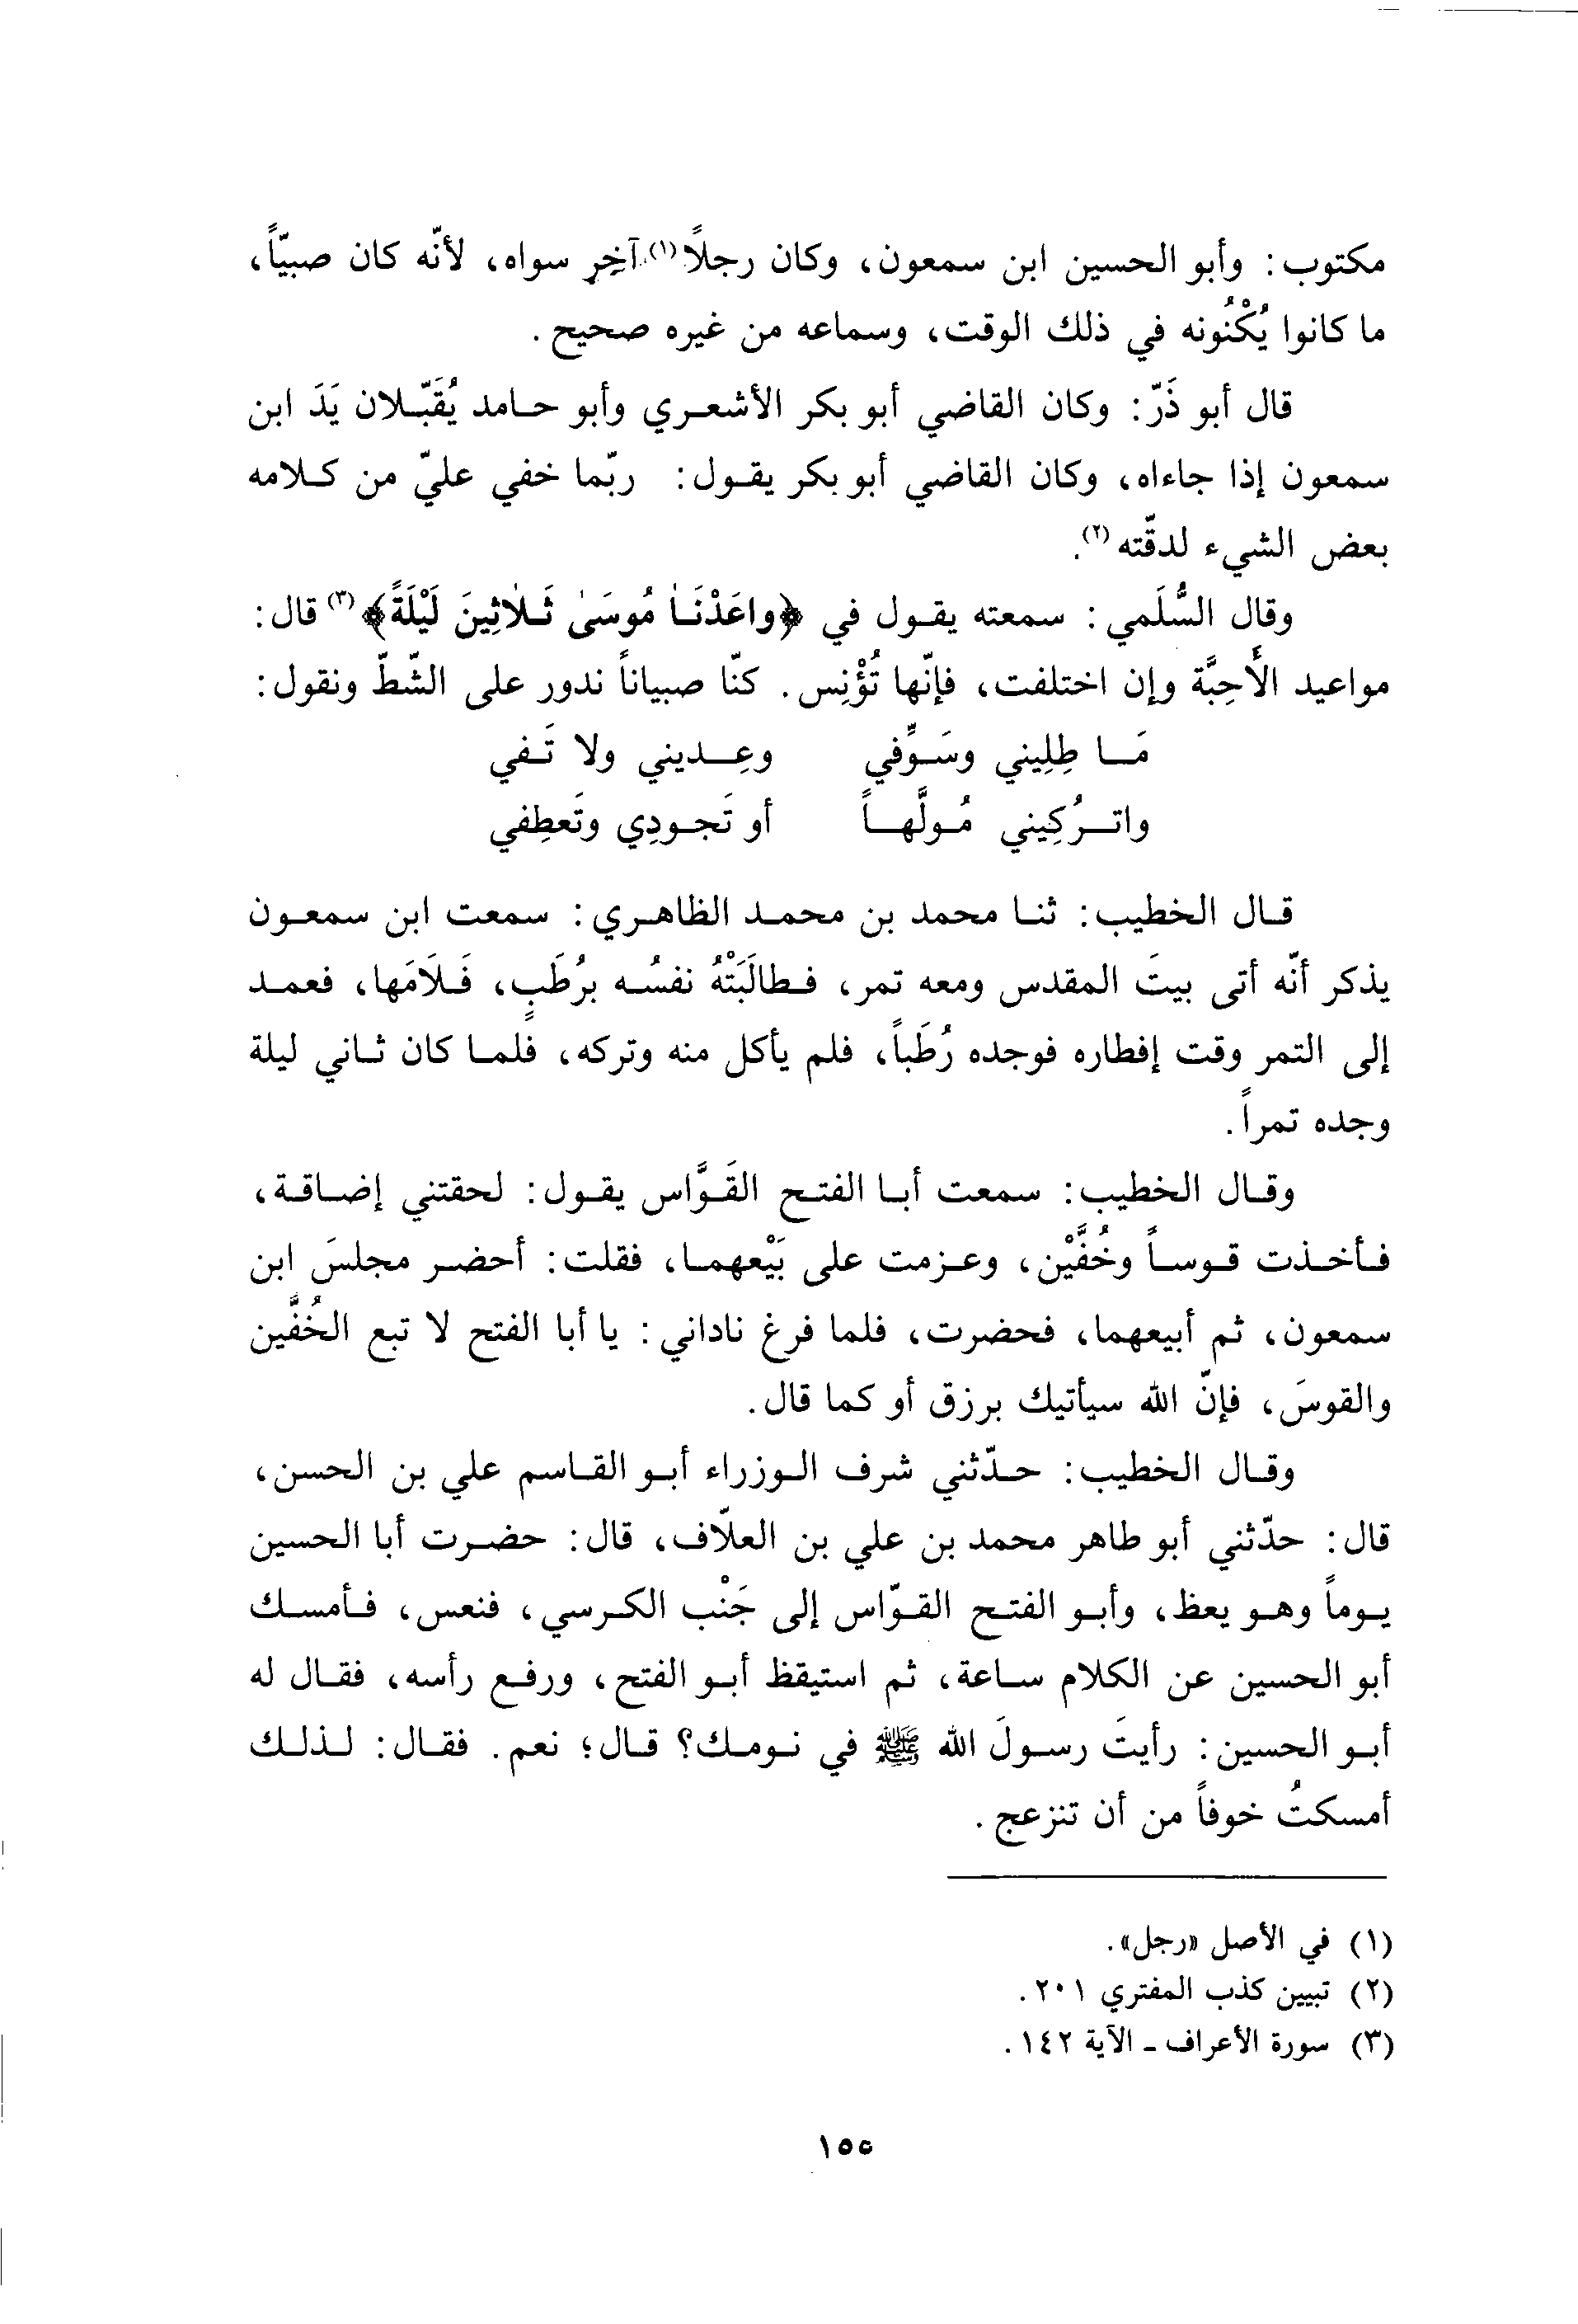 مكتوب: وأبو الحسين ابن سمعون، وكان رجلاً(١) آخِر سواه، لأنّه كان صبيّاً،
ما كانوا يُكْنُونه في ذلك الوقت، وسماعه من غيره صحيح.
قال أبو ذَرّ: وكان القاضي أبو بكر الأشعري وأبو حامد يُقَبّلان يَدَ ابن
سمعون إذا جاءاه، وكان القاضي أبو بكر يقول: ربّما خفي عليّ من كلامه
بعض الشيء لدقّته(٢).
وقال السُّلَمي: سمعته يقول في ﴿واعَدْنَا مُوسَىٰ ثَلاثِينَ لَيْلَةً﴾(٣) قال:
مواعيد الأَحِبَّة وإن اختلفت، فإنّها تُؤْنِس. كنّا صبياناً ندور على الشّطّ ونقول:
مَا طِلِيني وسَوِّفي وعِديني ولا تَفي
واترُكِيني مُولَّهاً أو تَجودِي وتَعطِفي
قال الخطيب: ثنا محمد بن محمد الظاهري: سمعت ابن سمعون
يذكر أنّه أتى بيتَ المقدس ومعه تمر، فطالَبَتْهُ نفسُه برُطَبٍ، فَلَامَها، فعمد
إلى التمر وقت إفطاره فوجده رُطَباً، فلم يأكل منه وتركه، فلما كان ثاني ليلة
وجده تمراً.
وقال الخطيب: سمعت أبا الفتح القَوَّاس يقول: لحقتني إضاقة،
فأخذت قوساً وخُفَّيْن، وعزمت على بَيْعهما، فقلت: أحضر مجلسَ ابن
سمعون، ثم أبيعهما، فحضرت، فلما فرغ ناداني: يا أبا الفتح لا تبع الخُفَّين
والقوسَ، فإنّ الله سيأتيك برزق أو كما قال.
وقال الخطيب: حدّثني شرف الوزراء أبو القاسم علي بن الحسن،
قال: حدّثني أبو طاهر محمد بن علي بن العلاّف، قال: حضرت أبا الحسين
يوماً وهو يعظ، وأبو الفتح القوّاس إلى جَنْب الكرسي، فنعس، فأمسك
أبو الحسين عن الكلام ساعة، ثم استيقظ أبو الفتح، ورفع رأسه، فقال له
أبو الحسين: رأيتَ رسولَ الله ﷺ في نومك؟ قال؛ نعم. فقال: لذلك
أمسكتُ خوفاً من أن تنزعج.
(١) في الأصل «رجل».
(٢) تبيين كذب المفتري ٢٠١.
(٣) سورة الأعراف - الآية ١٤٢.
١٥٥